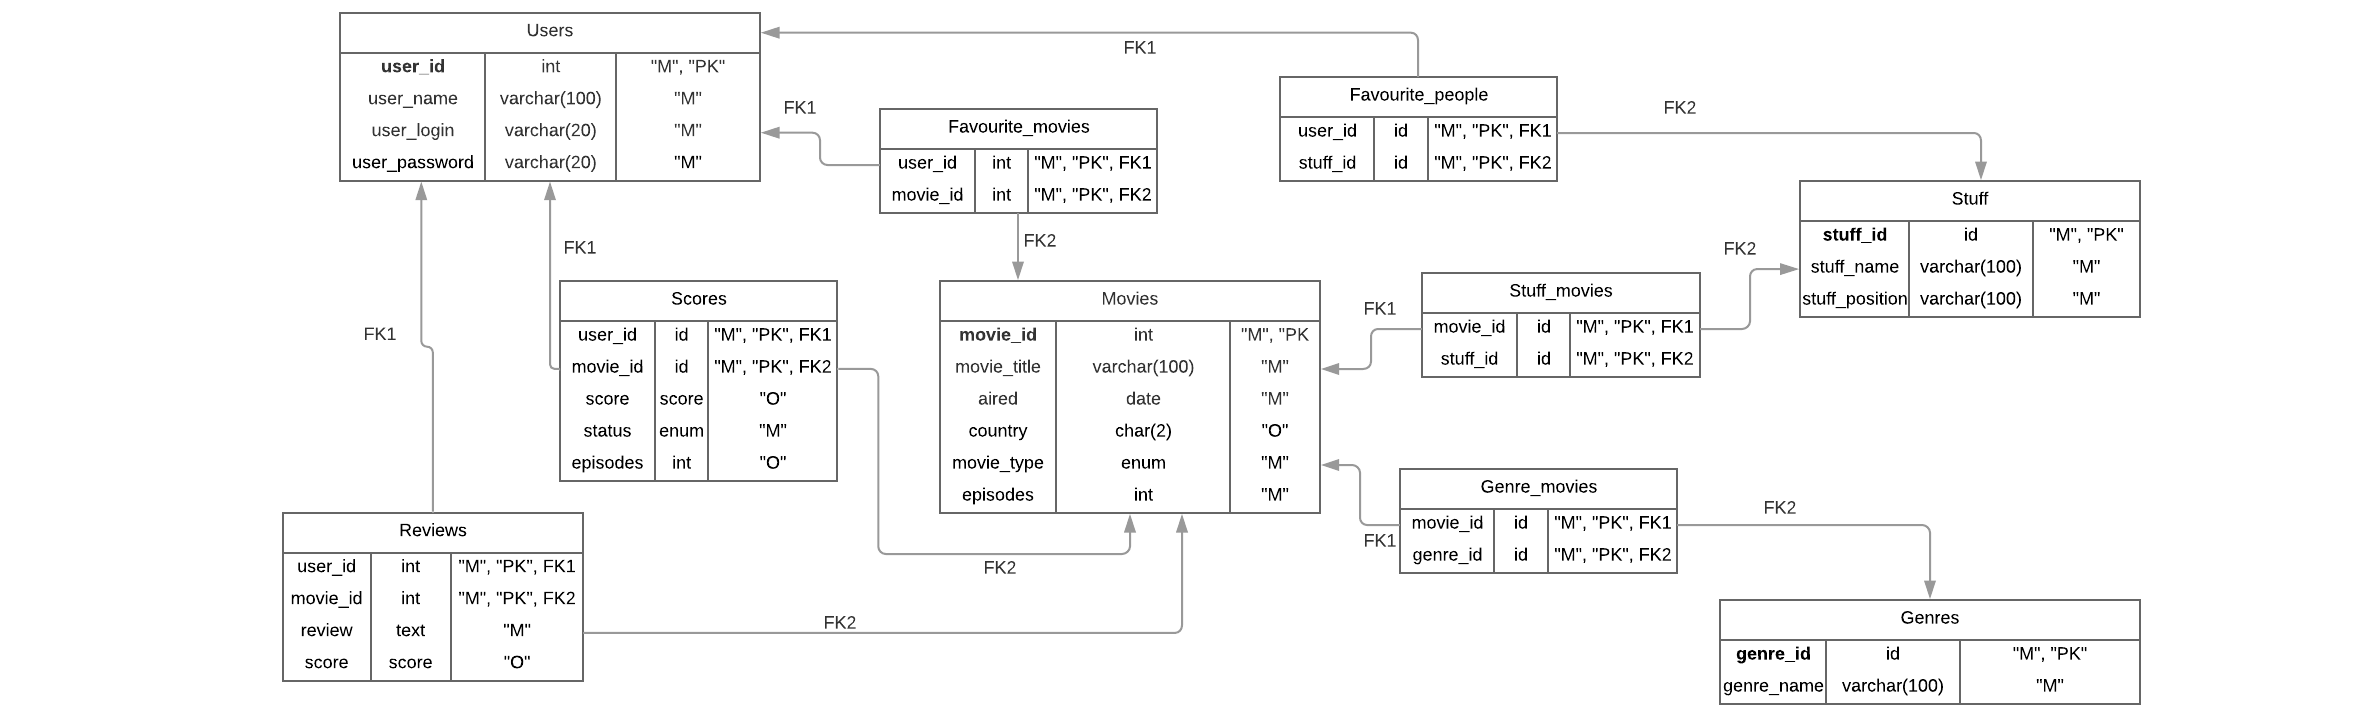 Users
user_id int "M", "PK"
user_name varchar(100) "M"
user_login varchar(20) "M"
user_password varchar(20) "M"
FK1
Favourite_people
user_id id "M", "PK", FK1
stuff_id id "M", "PK", FK2
FK2
FK1
Favourite_movies
user_id int "M", "PK", FK1
movie_id int "M", "PK", FK2
FK2
Stuff
stuff_id id "M", "PK"
stuff_name varchar(100) "M"
stuff_position varchar(100) "M"
FK1
Scores
user_id id "M", "PK", FK1
movie_id id "M", "PK", FK2
score score "O"
status enum "M"
episodes int "O"
Movies
movie_id int "M", "PK
movie_title varchar(100) "M"
aired date "M"
country char(2) "O"
movie_type enum "M"
episodes int "M"
FK1
Stuff_movies
movie_id id "M", "PK", FK1
stuff_id id "M", "PK", FK2
FK2
FK1
Reviews
user_id int "M", "PK", FK1
movie_id int "M", "PK", FK2
review text "M"
score score "O"
FK2
FK2
FK1
Genre_movies
movie_id id "M", "PK", FK1
genre_id id "M", "PK", FK2
FK2
Genres
genre_id id "M", "PK"
genre_name varchar(100) "M"